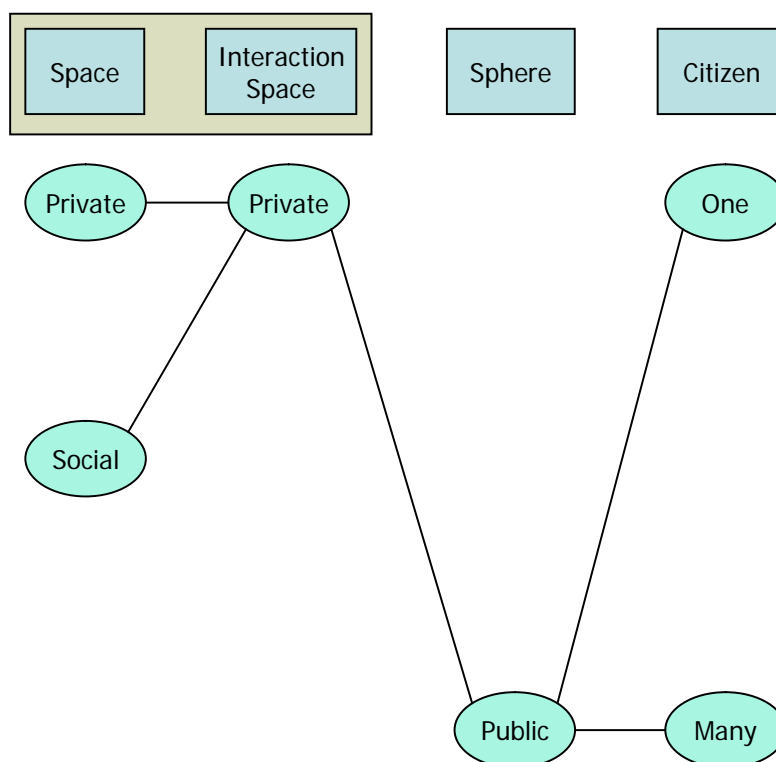 Space
Interaction
Space
Sphere
Citizen
Private
Private
One
Social
Public
Many